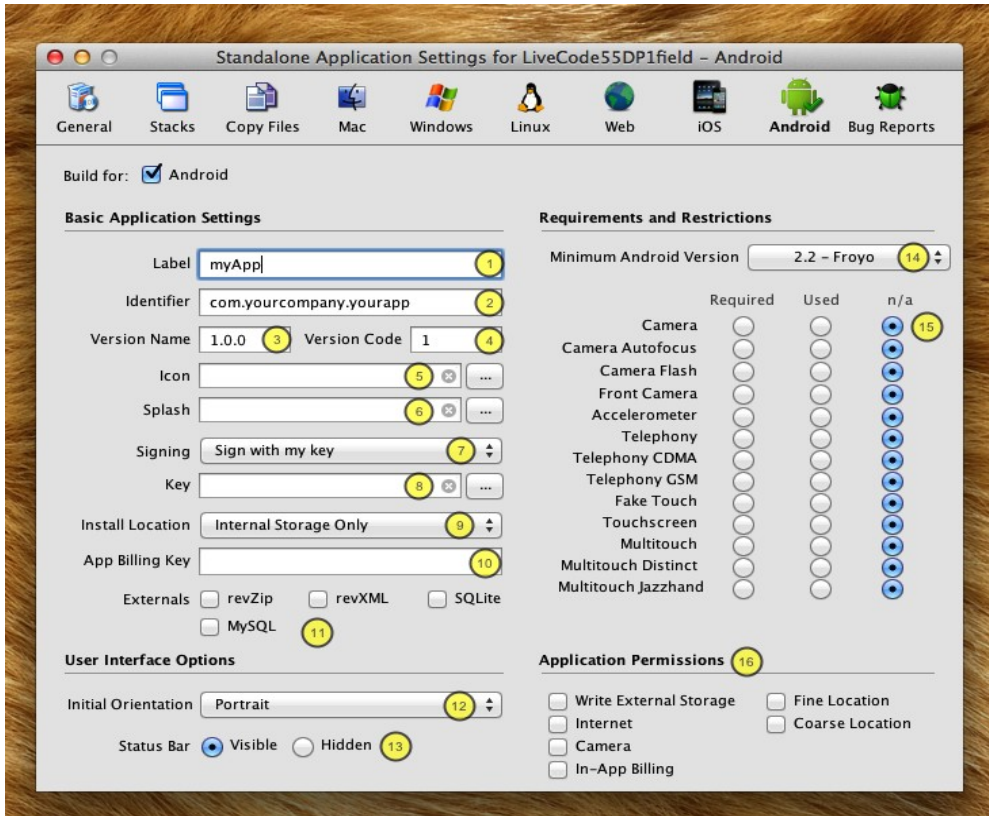 Standalone Application Settings for LiveCode55DP1field – Android
General Stacks Copy Files Mac Windows Linux Web iOS Android Bug Reports
Build for: Android
Basic Application Settings
Label myApp 1
Identifier com.yourcompany.yourapp 2
Version Name 1.0.0 3 Version Code 1 4
Icon 5 ...
Splash 6 ...
Signing Sign with my key 7
Key 8 ...
Install Location Internal Storage Only 9
App Billing Key 10
Externals revZip revXML SQLite
MySQL 11
User Interface Options
Initial Orientation Portrait 12
Status Bar Visible Hidden 13
Requirements and Restrictions
Minimum Android Version 2.2 – Froyo 14
Required Used n/a
Camera 15
Camera Autofocus
Camera Flash
Front Camera
Accelerometer
Telephony
Telephony CDMA
Telephony GSM
Fake Touch
Touchscreen
Multitouch
Multitouch Distinct
Multitouch Jazzhand
Application Permissions 16
Write External Storage Fine Location
Internet Coarse Location
Camera
In-App Billing